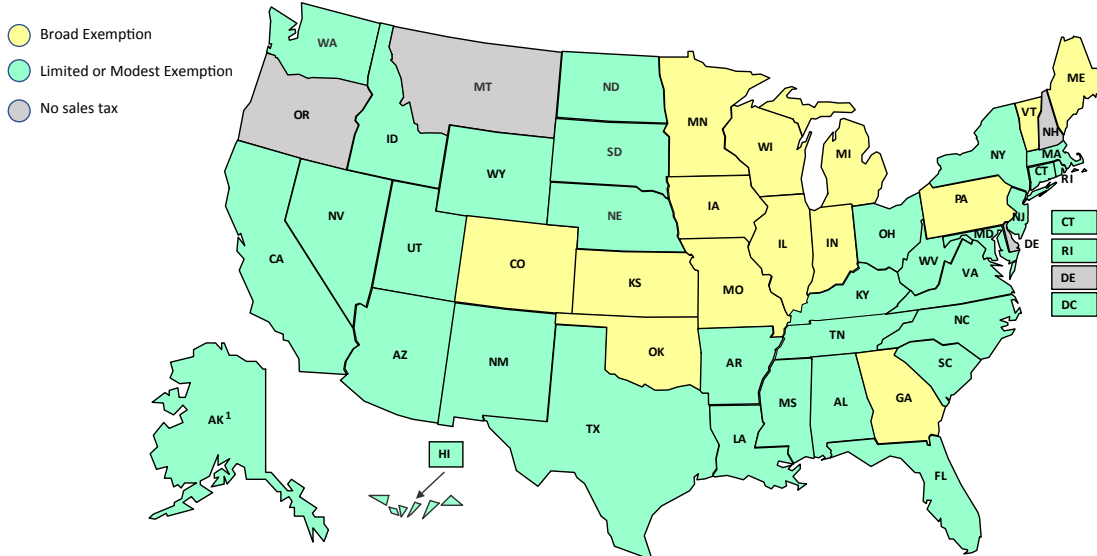 Broad Exemption
Limited or Modest Exemption
No sales tax
WA
MT
ND
MN
ME
VT
NH
OR
ID
SD
WI
MI
NY
MA
CT
RI
WY
NE
IA
PA
NJ
NV
UT
CO
IL
IN
OH
MD
DE
CA
KS
MO
WV
VA
KY
CT
RI
DE
DC
AZ
NM
OK
AR
TN
NC
SC
TX
MS
AL
GA
LA
FL
AK¹
HI